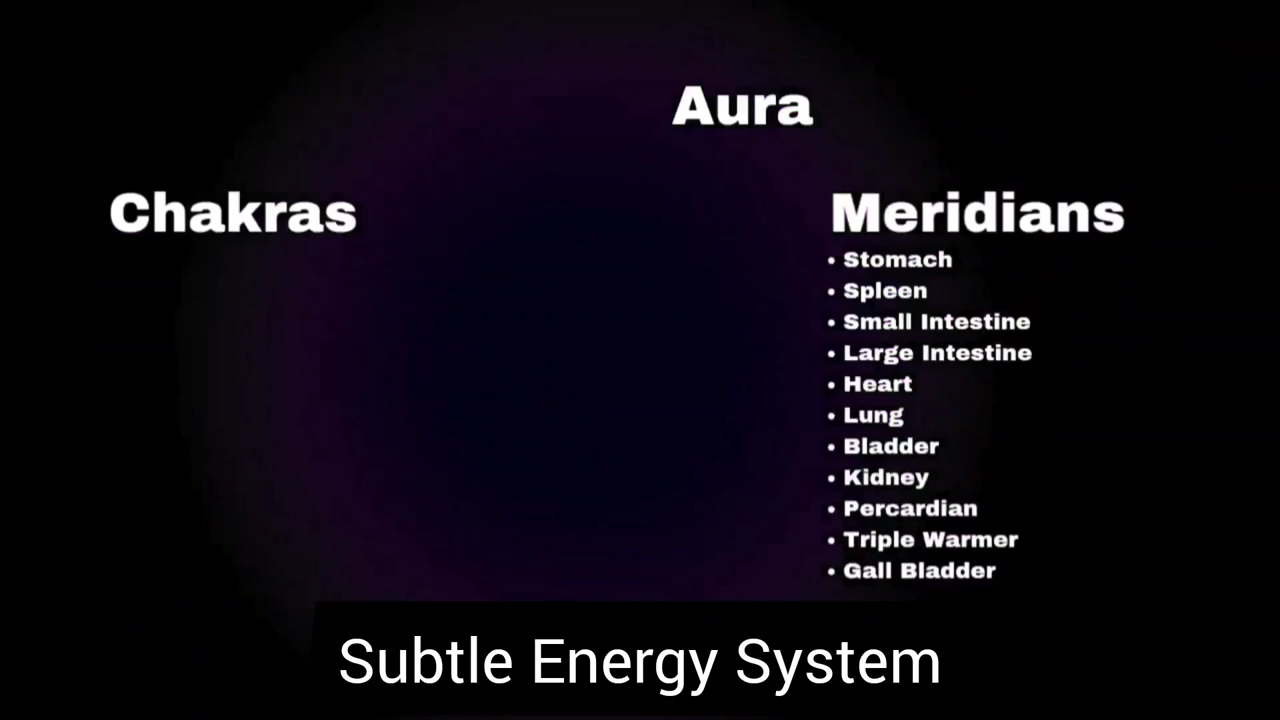 Aura
Chakras
Meridians
• Stomach
• Spleen
• Small Intestine
• Large Intestine
• Heart
• Lung
• Bladder
• Kidney
• Percardian
• Triple Warmer
• Gall Bladder
Subtle Energy System